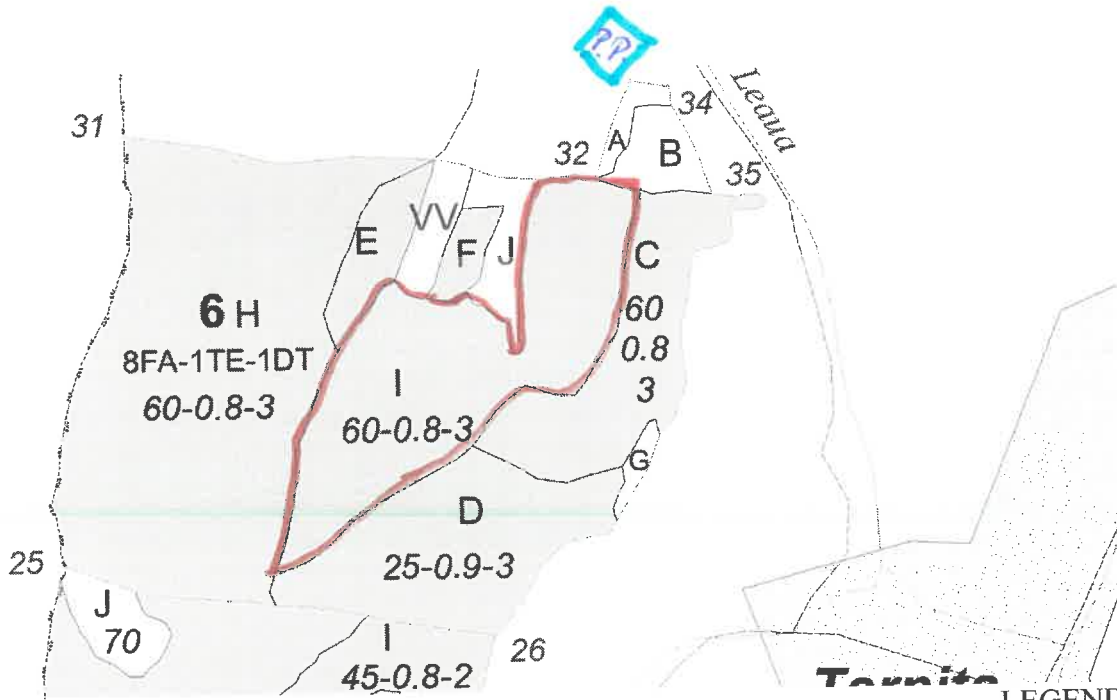 P.P.
Leaua
34
31
A
B
32
35
VV
E
F
J
C
6 H
60
8FA-1TE-1DT
0.8
I
3
60-0.8-3
60-0.8-3
G
D
25
25-0.9-3
J
70
I
26
45-0.8-2
LEGEND